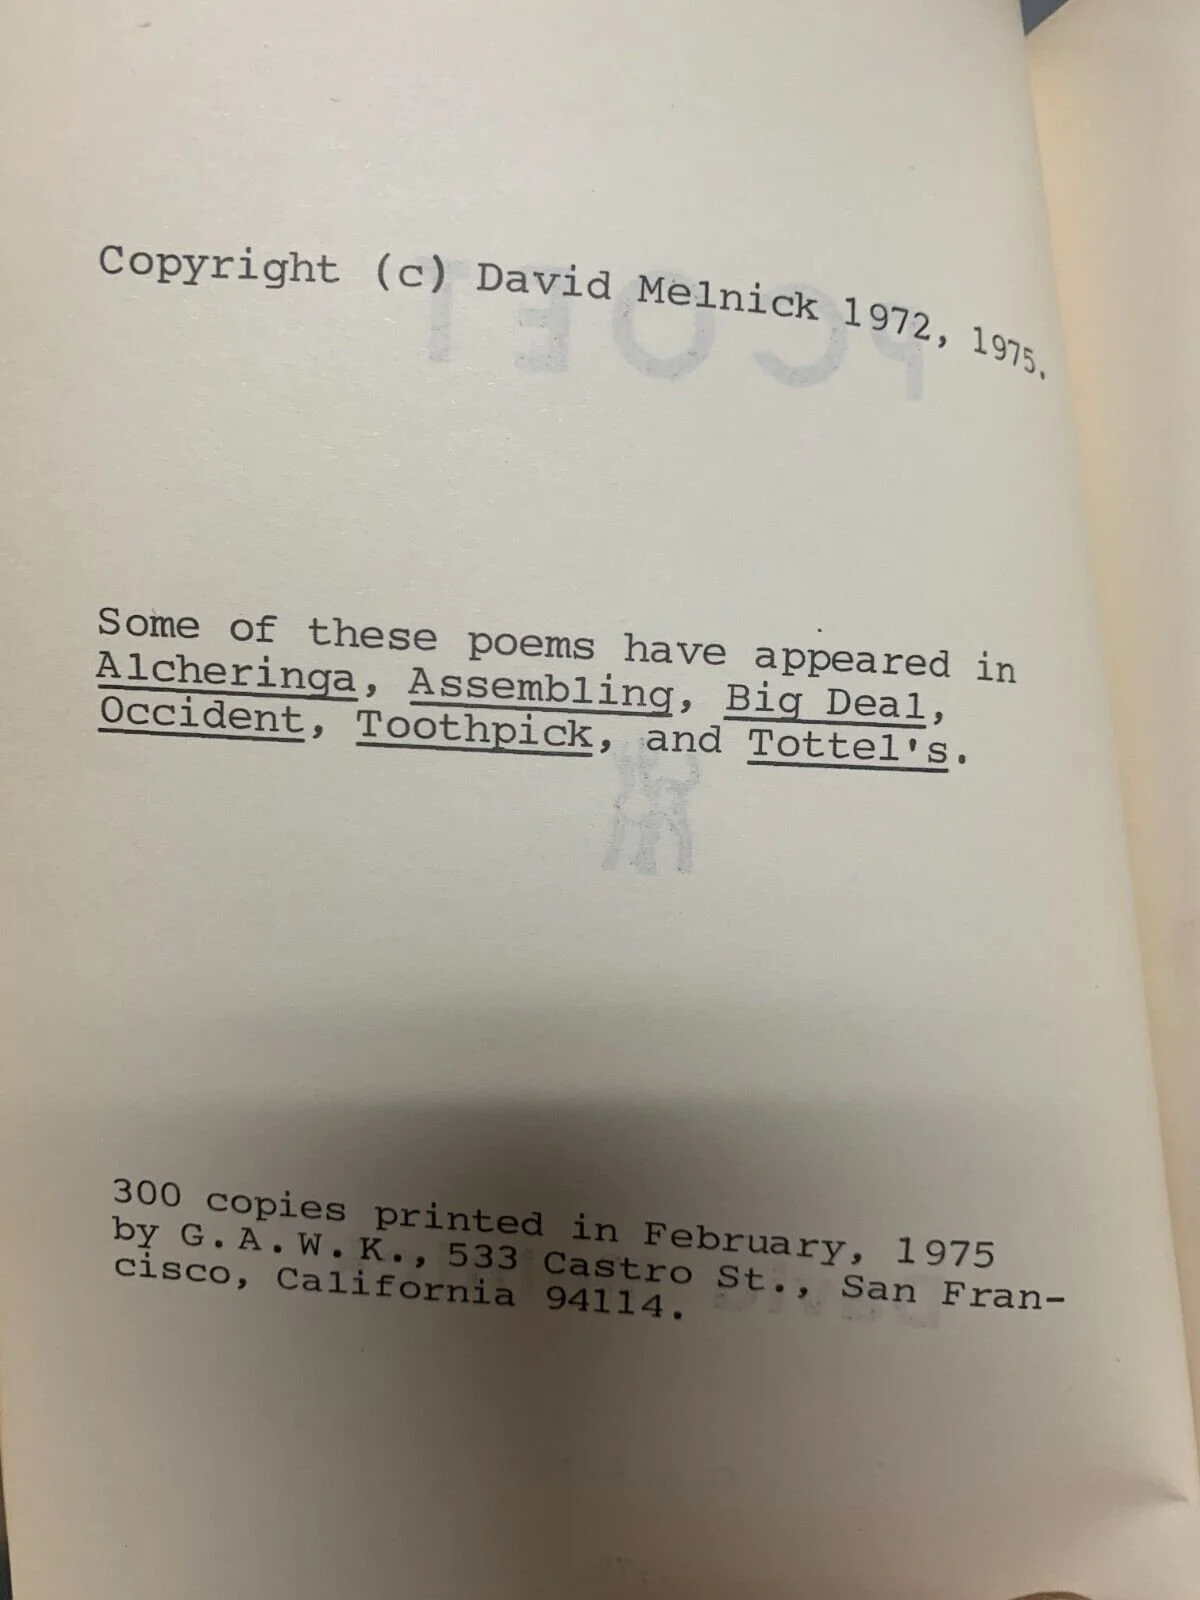 Copyright (c) David Melnick 1972, 1975.
PCOET
Some of these poems have appeared in
Alcheringa, Assembling, Big Deal,
Occident, Toothpick, and Tottel's.
300 copies printed in February, 1975
by G.A.W.K., 533 Castro St., San Fran-
cisco, California 94114.